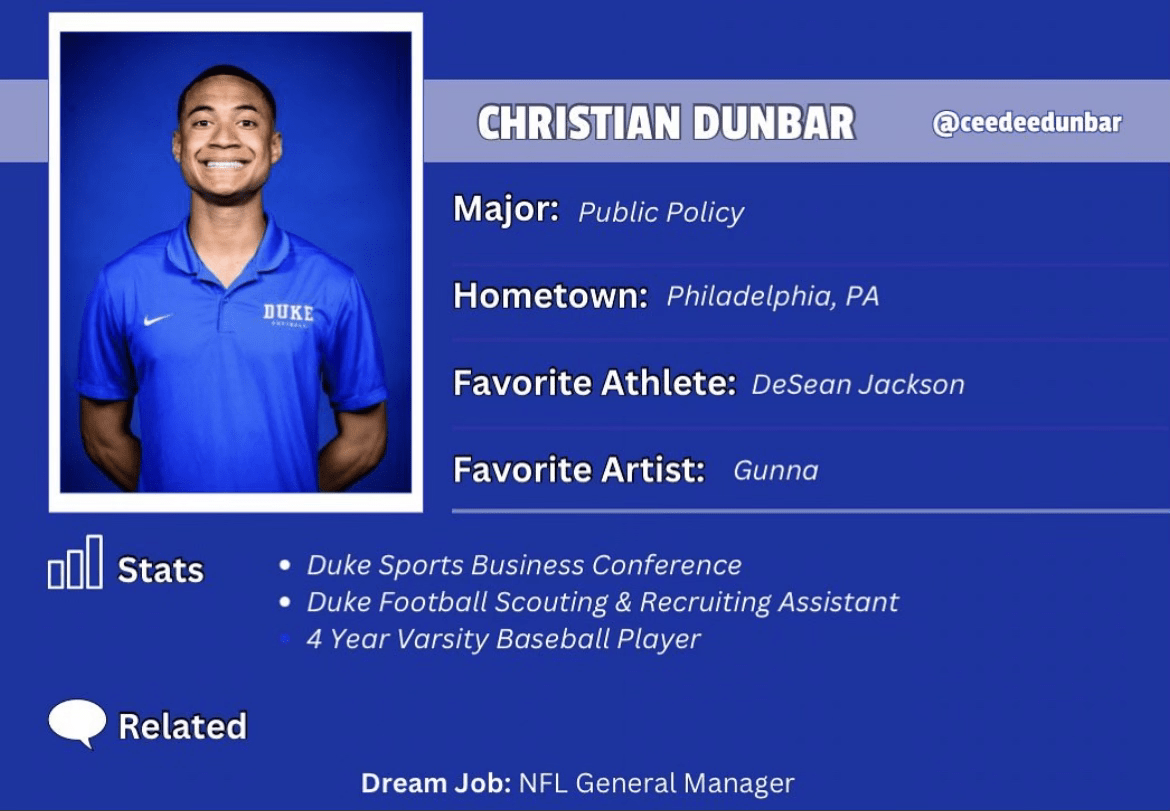 CHRISTIAN DUNBAR
@ceedeedunbar
Major: Public Policy
Hometown: Philadelphia, PA
Favorite Athlete: DeSean Jackson
Favorite Artist: Gunna
DUKE
Stats
Duke Sports Business Conference
Duke Football Scouting & Recruiting Assistant
4 Year Varsity Baseball Player
Related
Dream Job: NFL General Manager